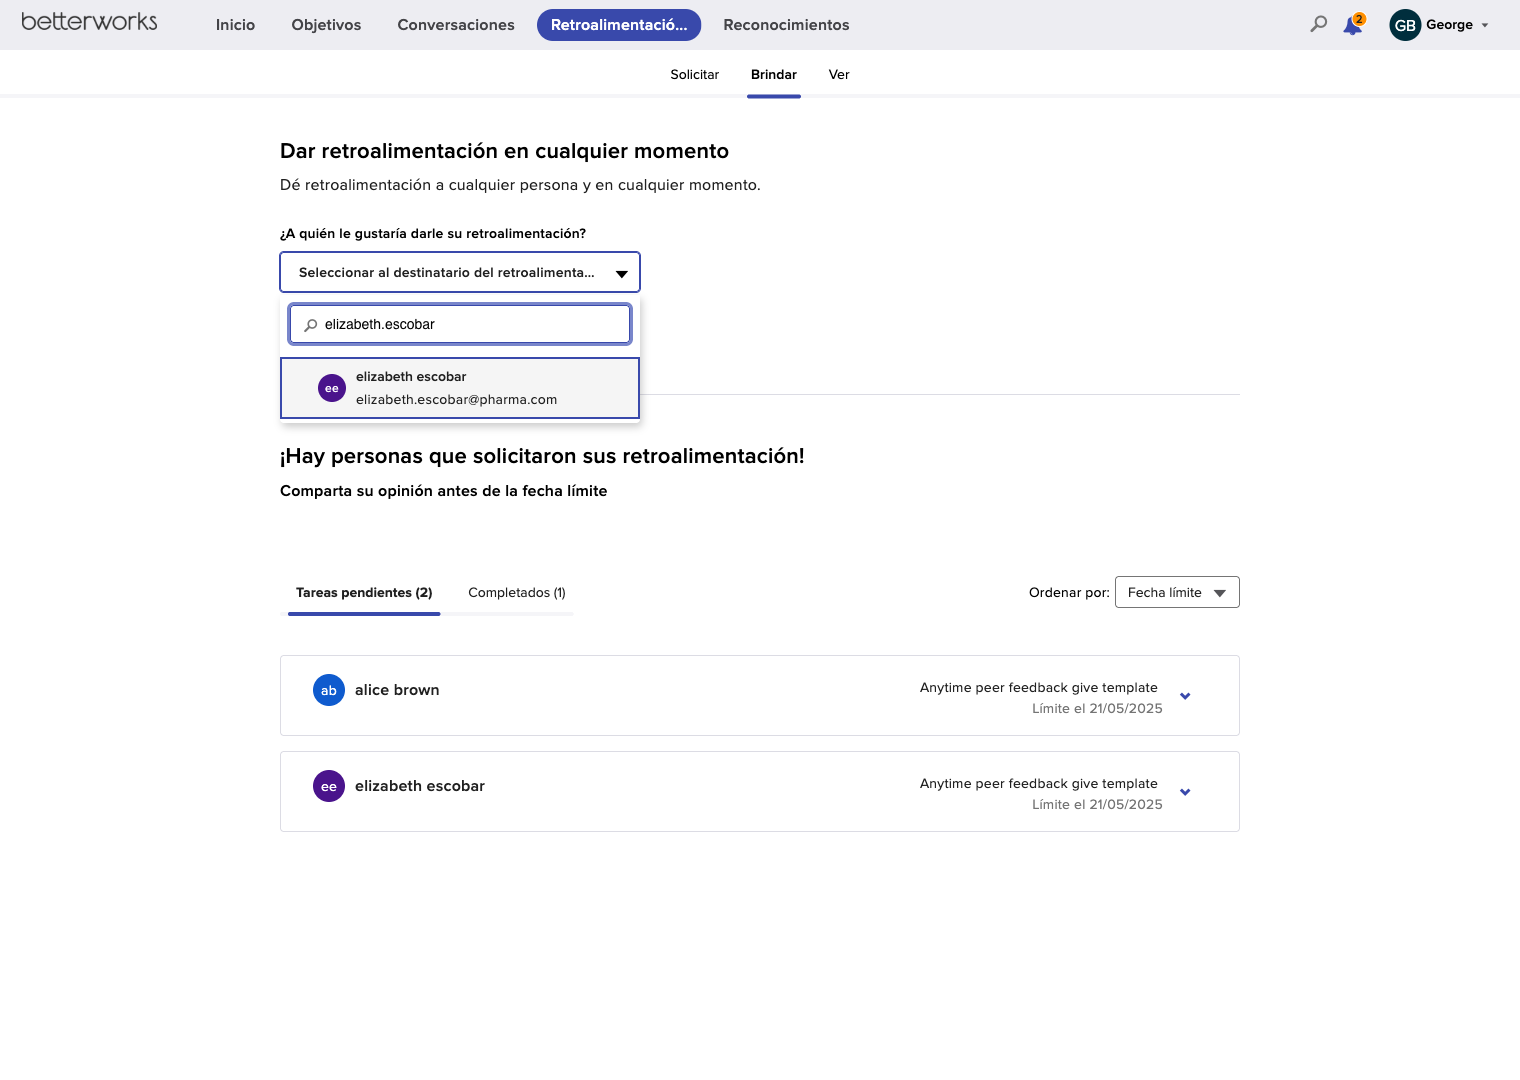 betterworks
Inicio
Objetivos
Conversaciones
Retroalimentació...
Reconocimientos
2
GB
George
Solicitar
Brindar
Ver
Dar retroalimentación en cualquier momento
Dé retroalimentación a cualquier persona y en cualquier momento.
¿A quién le gustaría darle su retroalimentación?
Seleccionar al destinatario del retroalimenta...
elizabeth.escobar
ee
elizabeth escobar
elizabeth.escobar@pharma.com
¡Hay personas que solicitaron sus retroalimentación!
Comparta su opinión antes de la fecha límite
Tareas pendientes (2)
Completados (1)
Ordenar por:
Fecha límite
ab
alice brown
Anytime peer feedback give template
Límite el 21/05/2025
ee
elizabeth escobar
Anytime peer feedback give template
Límite el 21/05/2025